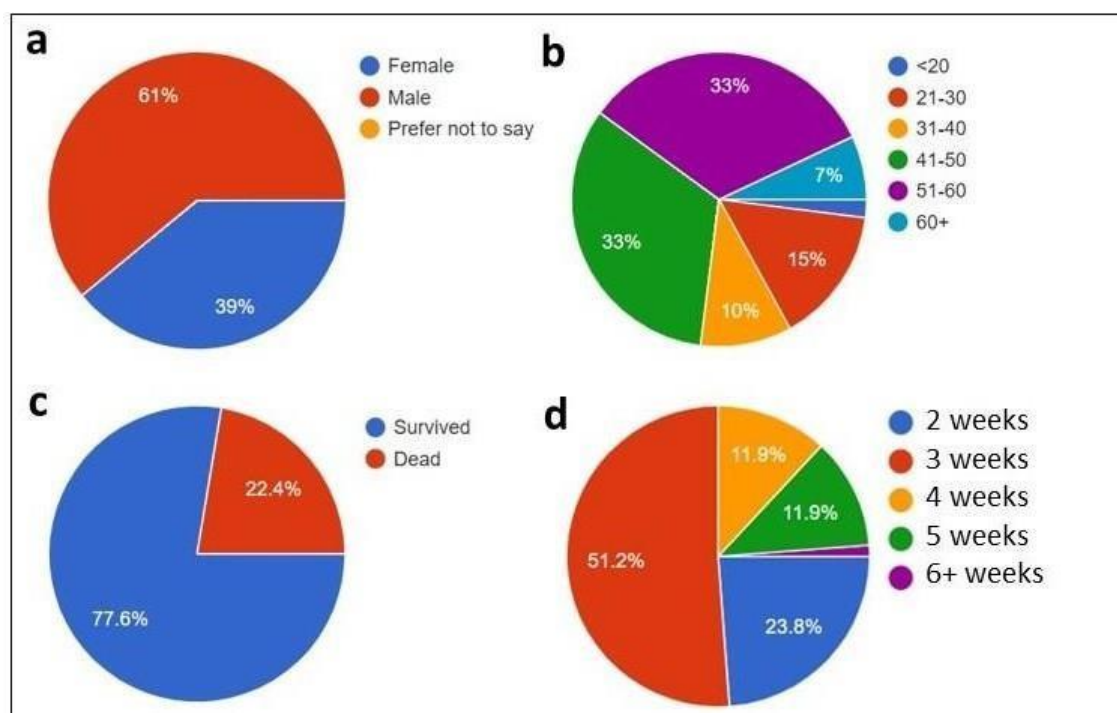 a
61%
39%
Female
Male
Prefer not to say
b
33%
7%
15%
10%
33%
<20
21-30
31-40
41-50
51-60
60+
c
22.4%
77.6%
Survived
Dead
d
11.9%
11.9%
51.2%
23.8%
2 weeks
3 weeks
4 weeks
5 weeks
6+ weeks